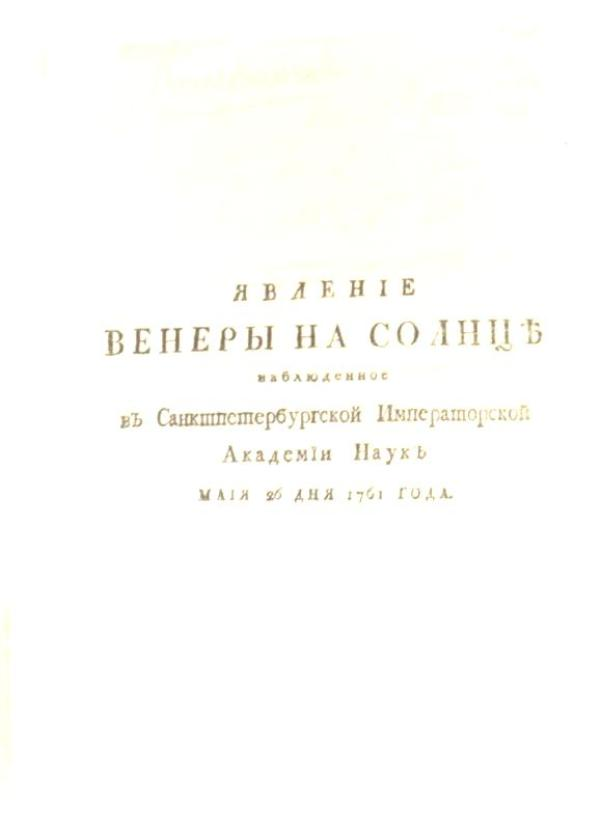 ЯВЛЕНІЕ
ВЕНЕРЫ НА СОЛНЦѢ
наблюденное
въ Санктпетербургской Императорской
Академіи Наукъ
МАІЯ 26 ДНЯ 1761 ГОДА.